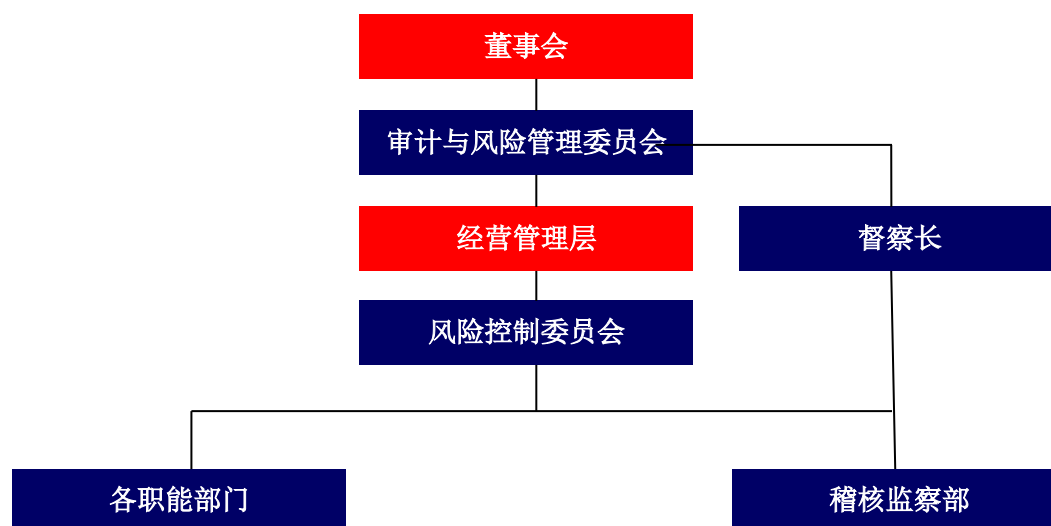 董事会
审计与风险管理委员会
经营管理层
督察长
风险控制委员会
各职能部门
稽核监察部